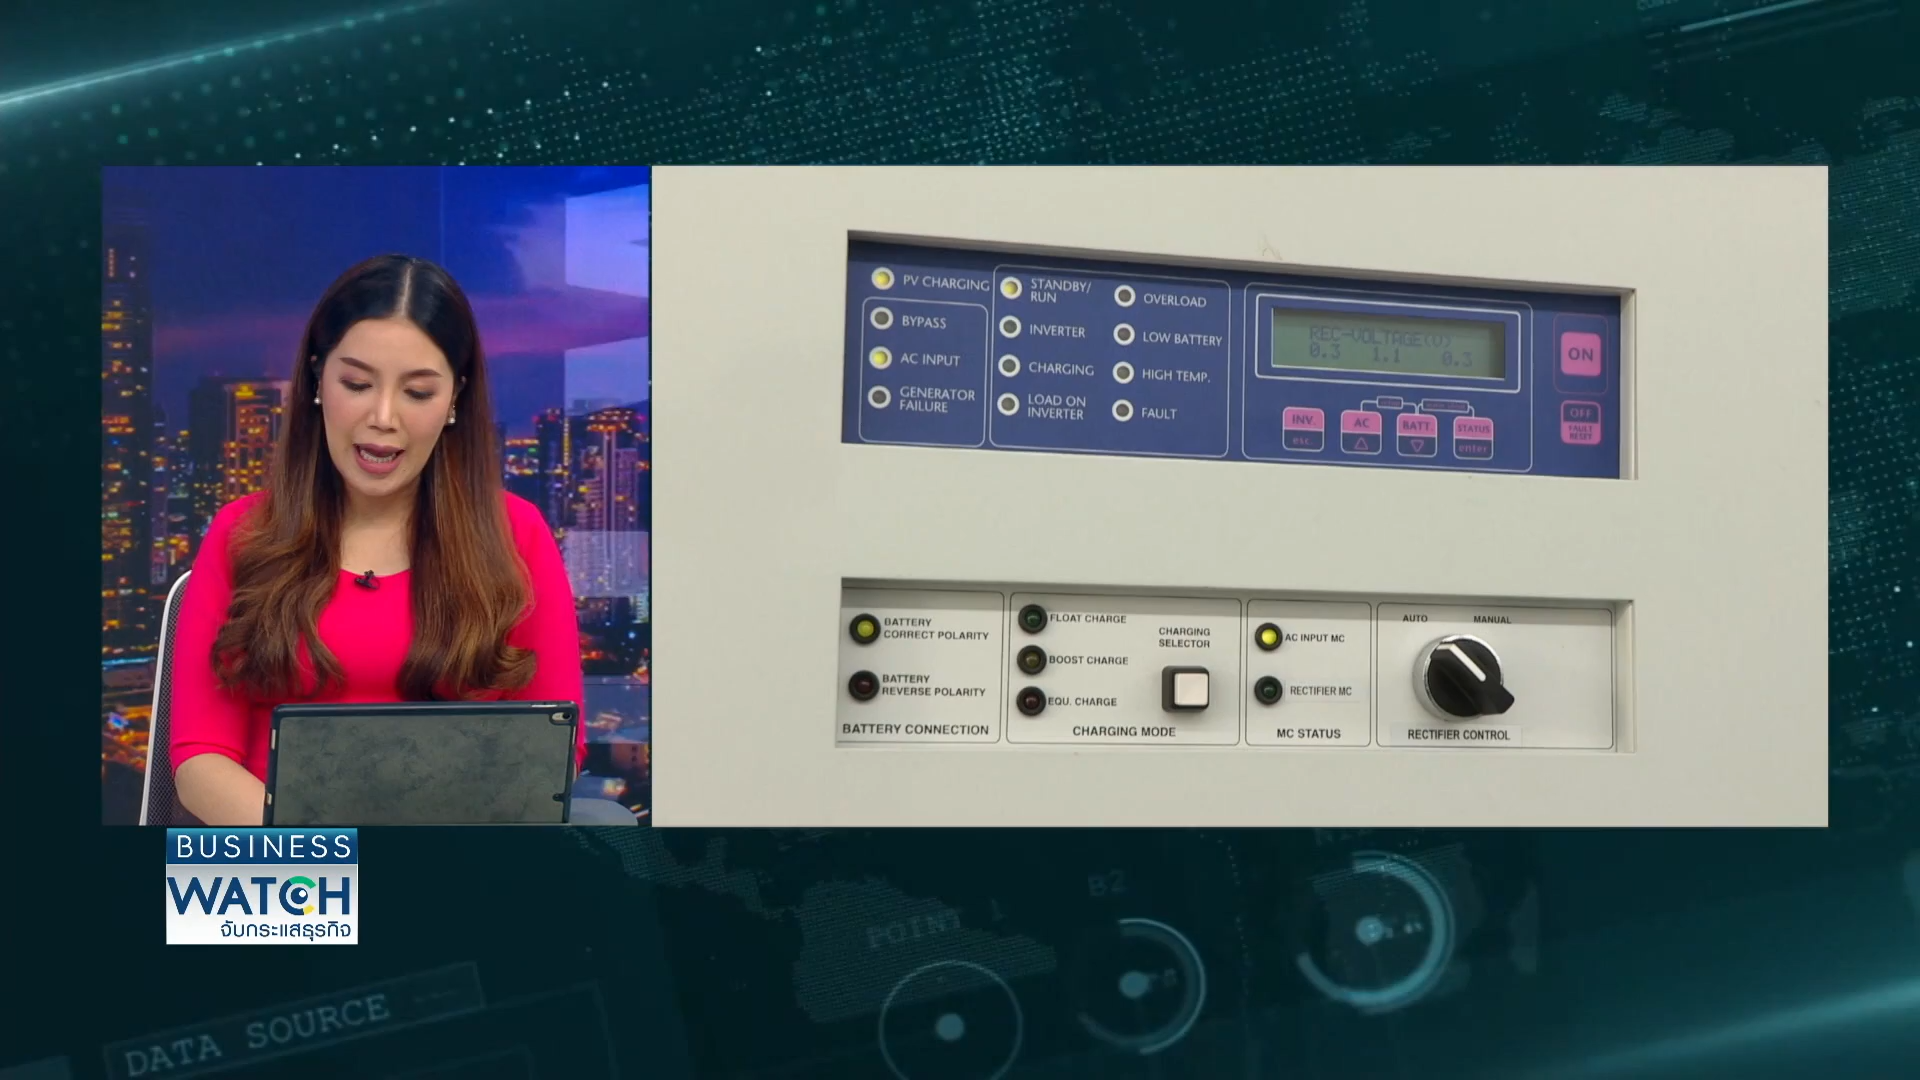 PV CHARGING
BYPASS
AC INPUT
GENERATOR
FAILURE
STANDBY/
RUN
INVERTER
CHARGING
LOAD ON
INVERTER
OVERLOAD
LOW BATTERY
HIGH TEMP.
FAULT
REC-VOLTAGE(V)
0.3 1.1 0.3
INV.
esc.
AC
BATT
STATUS
enter
ON
OFF
FAULT
RESET
BATTERY
CORRECT POLARITY
BATTERY
REVERSE POLARITY
BATTERY CONNECTION
FLOAT CHARGE
BOOST CHARGE
EQU. CHARGE
CHARGING
SELECTOR
CHARGING MODE
AC INPUT MC
RECTIFIER MC
MC STATUS
AUTO
MANUAL
RECTIFIER CONTROL
BUSINESS
WATCH
จับกระแสธุรกิจ
POINT 1
B2
DATA SOURCE